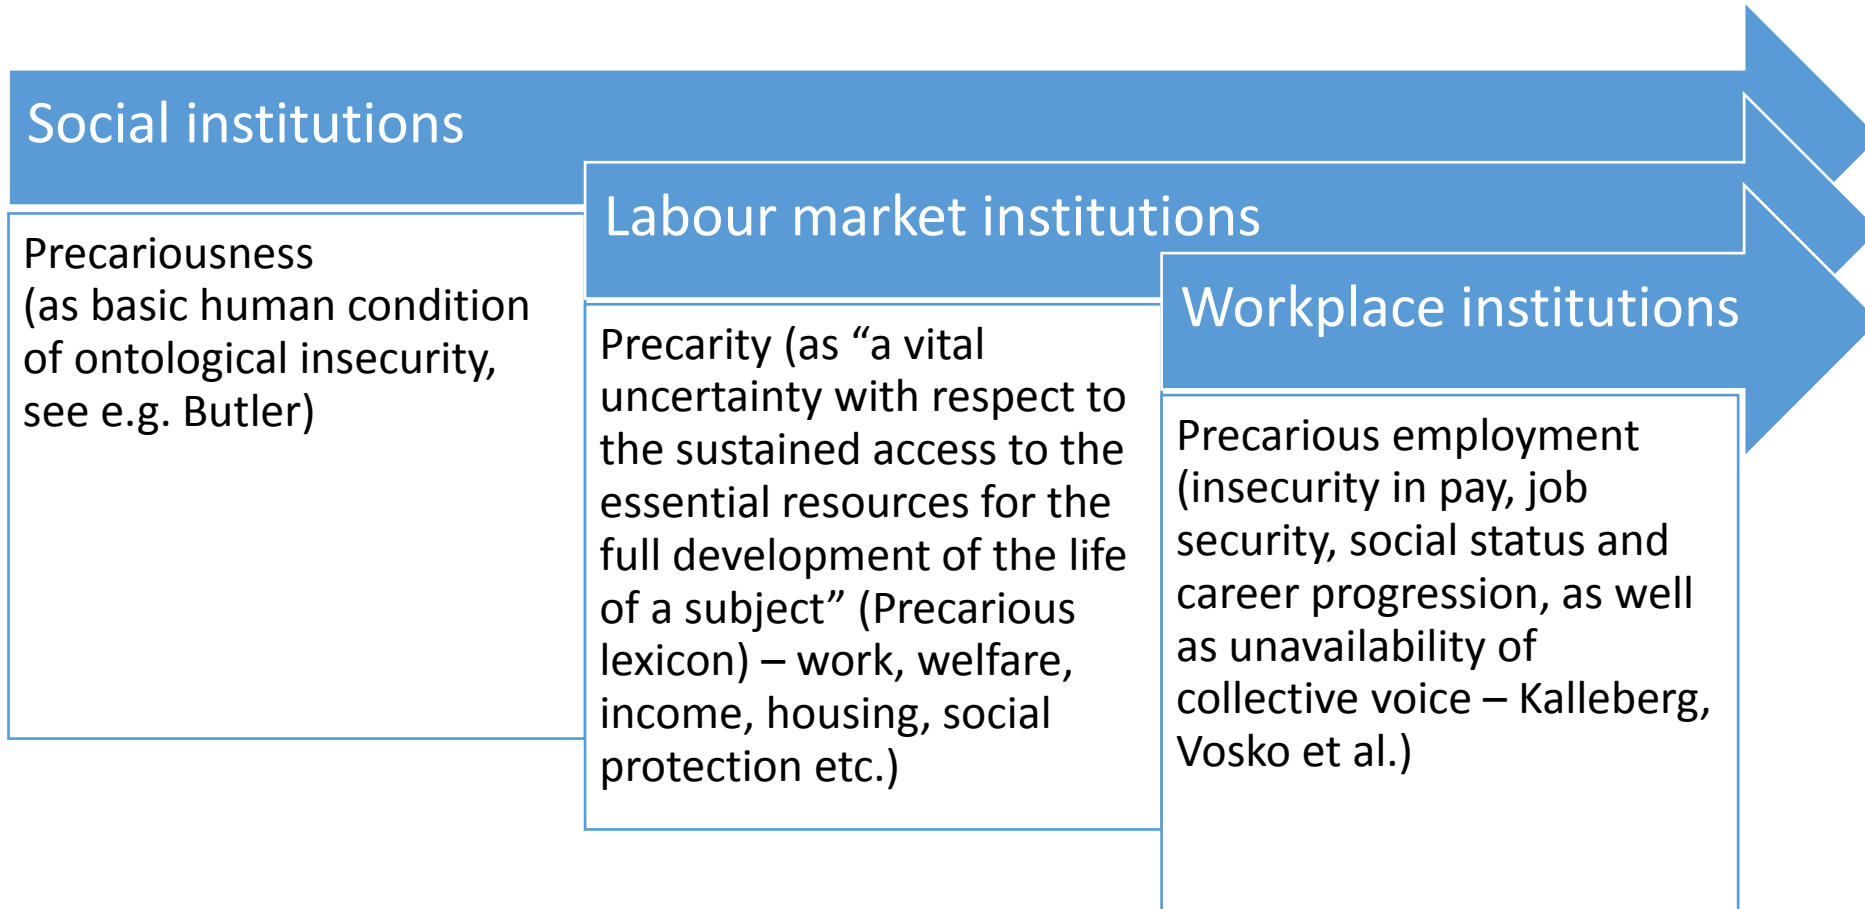 Social institutions
Precariousness
(as basic human condition
of ontological insecurity,
see e.g. Butler)
Labour market institutions
Precarity (as “a vital
uncertainty with respect to
the sustained access to the
essential resources for the
full development of the life
of a subject” (Precarious
lexicon) – work, welfare,
income, housing, social
protection etc.)
Workplace institutions
Precarious employment
(insecurity in pay, job
security, social status and
career progression, as well
as unavailability of
collective voice – Kalleberg,
Vosko et al.)